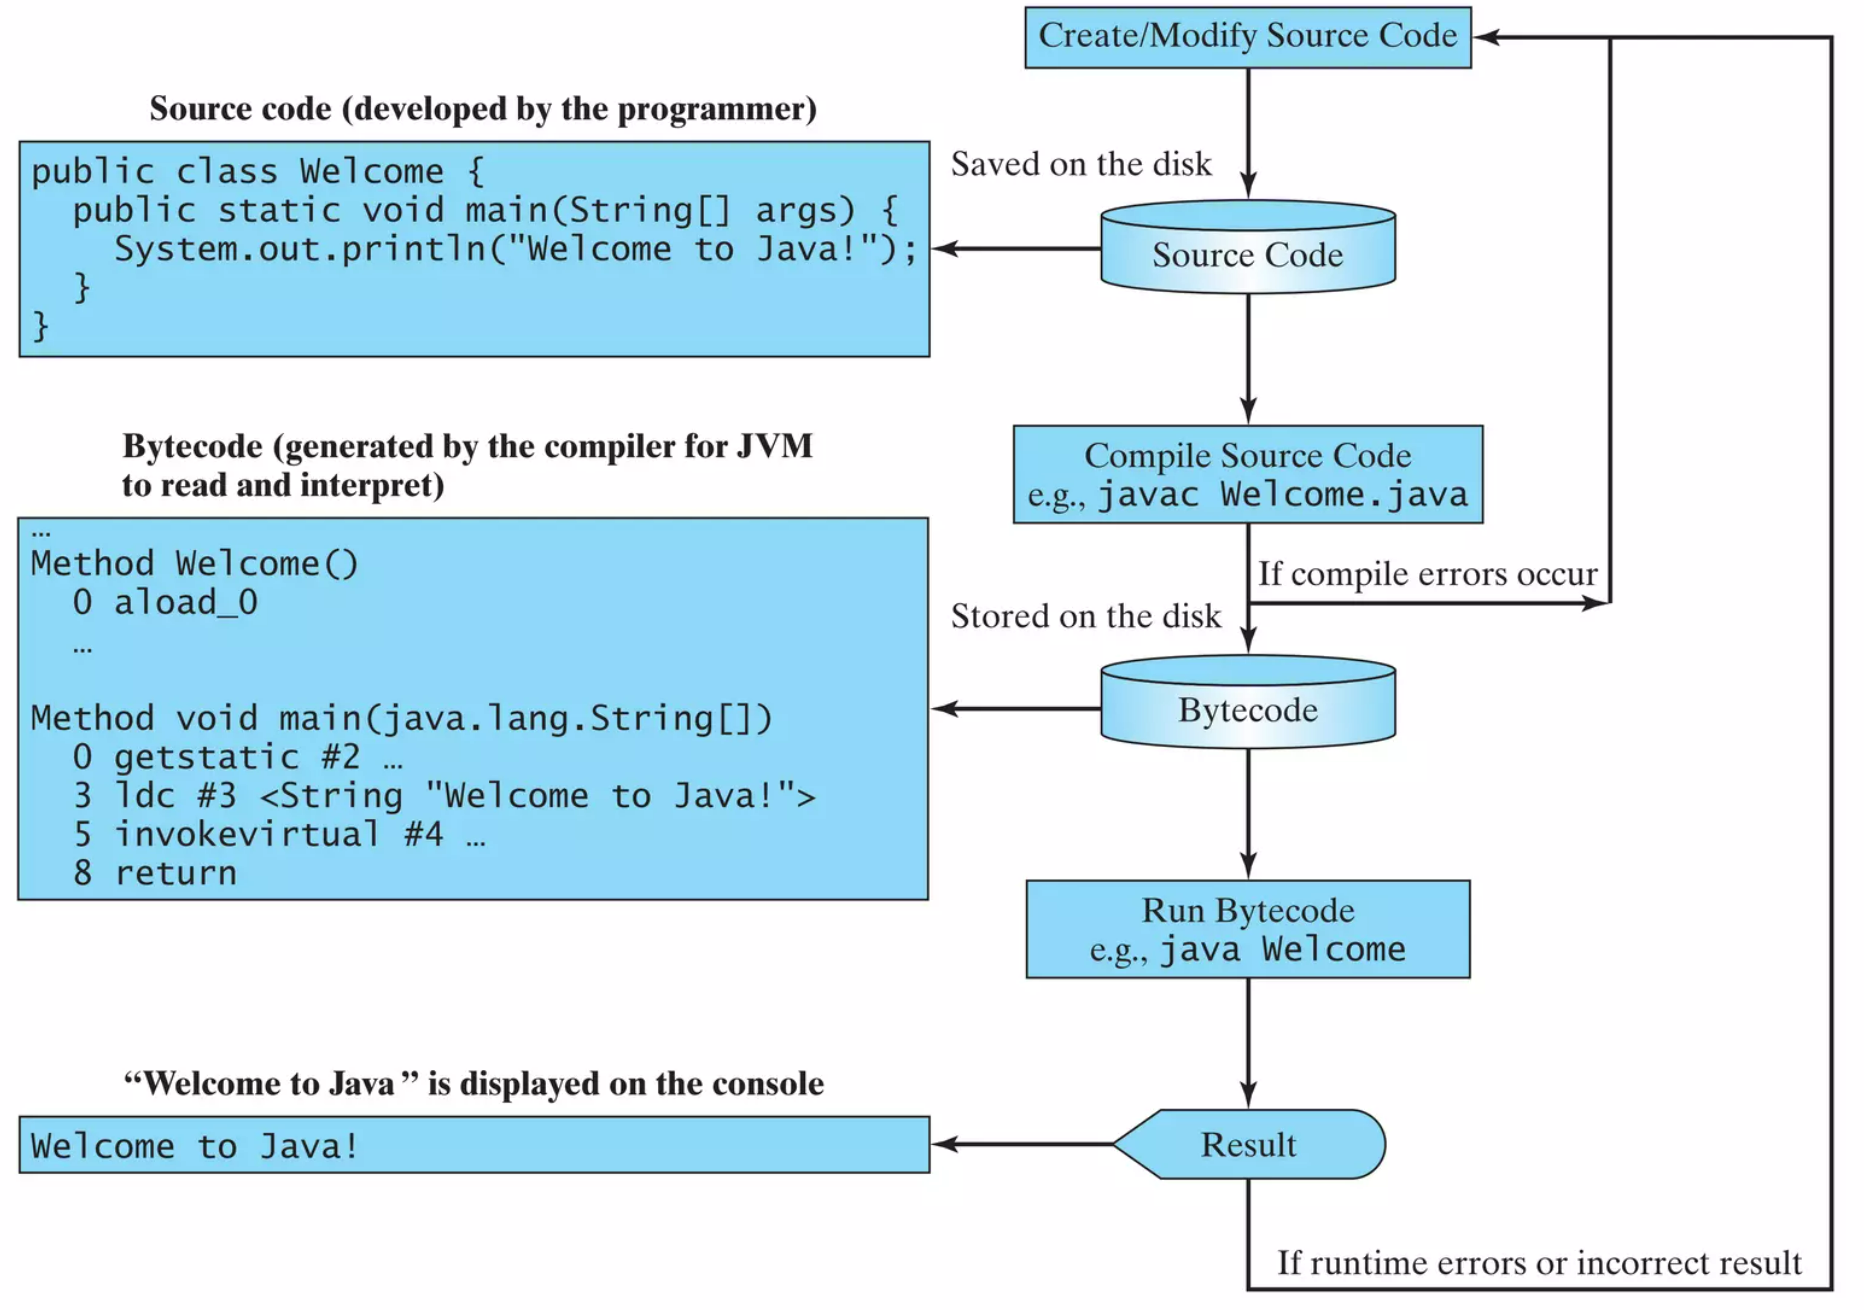 Create/Modify Source Code
Source code (developed by the programmer)
public class Welcome {
  public static void main(String[] args) {
    System.out.println("Welcome to Java!");
  }
}
Saved on the disk
Source Code
Compile Source Code
e.g., javac Welcome.java
If compile errors occur
Stored on the disk
Bytecode (generated by the compiler for JVM
to read and interpret)
…
Method Welcome()
  0 aload_0
  …
Method void main(java.lang.String[])
  0 getstatic #2 …
  3 ldc #3 <String "Welcome to Java!">
  5 invokevirtual #4 …
  8 return
Bytecode
Run Bytecode
e.g., java Welcome
“Welcome to Java” is displayed on the console
Welcome to Java!
Result
If runtime errors or incorrect result